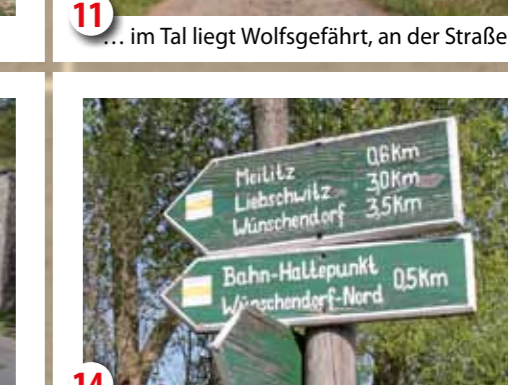 11
… im Tal liegt Wolfsgefährt, an der Straße
Meilitz 0,6Km
Liebschwitz 3,0Km
Wünschendorf 3,5Km
Bahn-Haltepunkt 0,5Km
Wünschendorf-Nord
14